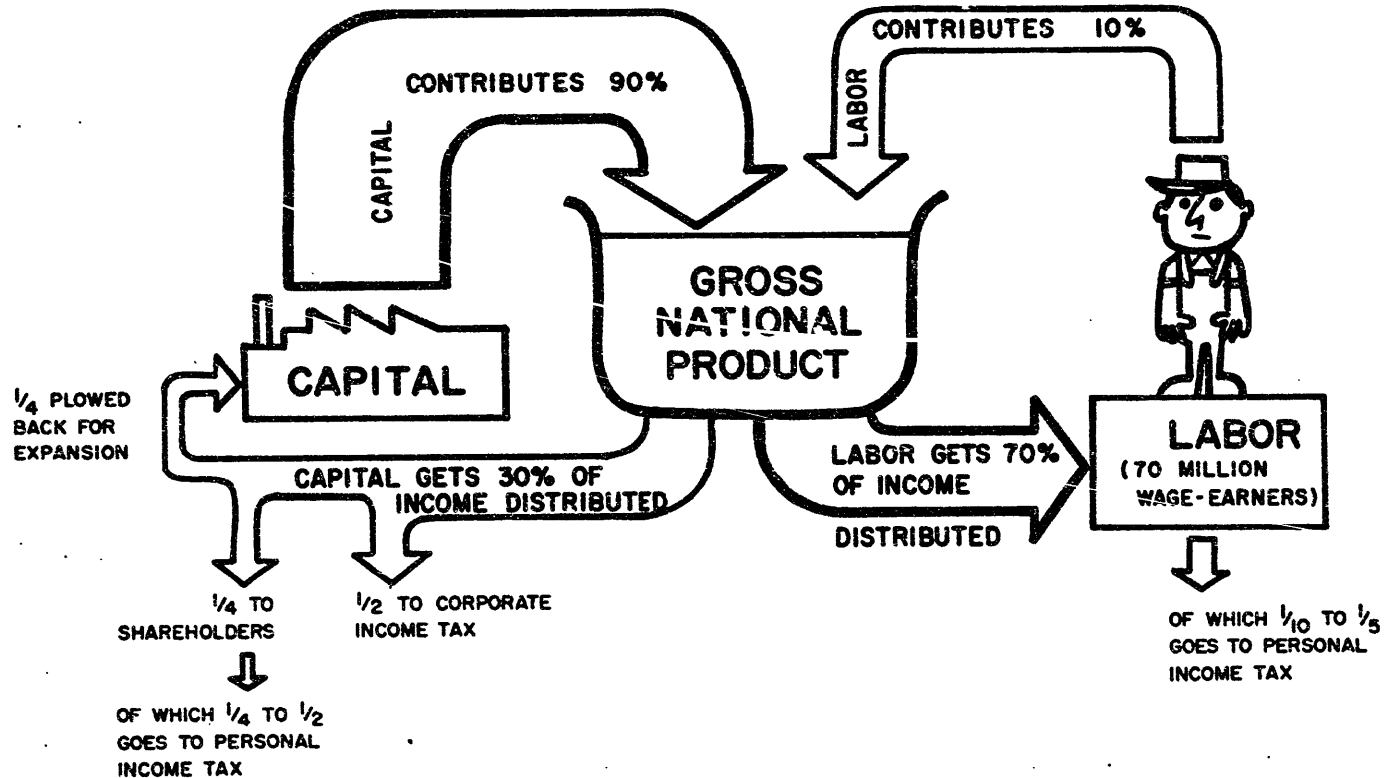 CONTRIBUTES 90%
CAPITAL
CONTRIBUTES 10%
LABOR
GROSS
NATIONAL
PRODUCT
CAPITAL
1/4 PLOWED
BACK FOR
EXPANSION
CAPITAL GETS 30% OF
INCOME DISTRIBUTED
LABOR GETS 70%
OF INCOME
DISTRIBUTED
LABOR
(70 MILLION
WAGE-EARNERS)
1/4 TO
SHAREHOLDERS
1/2 TO CORPORATE
INCOME TAX
OF WHICH 1/4 TO 1/2
GOES TO PERSONAL
INCOME TAX
OF WHICH 1/10 TO 1/5
GOES TO PERSONAL
INCOME TAX